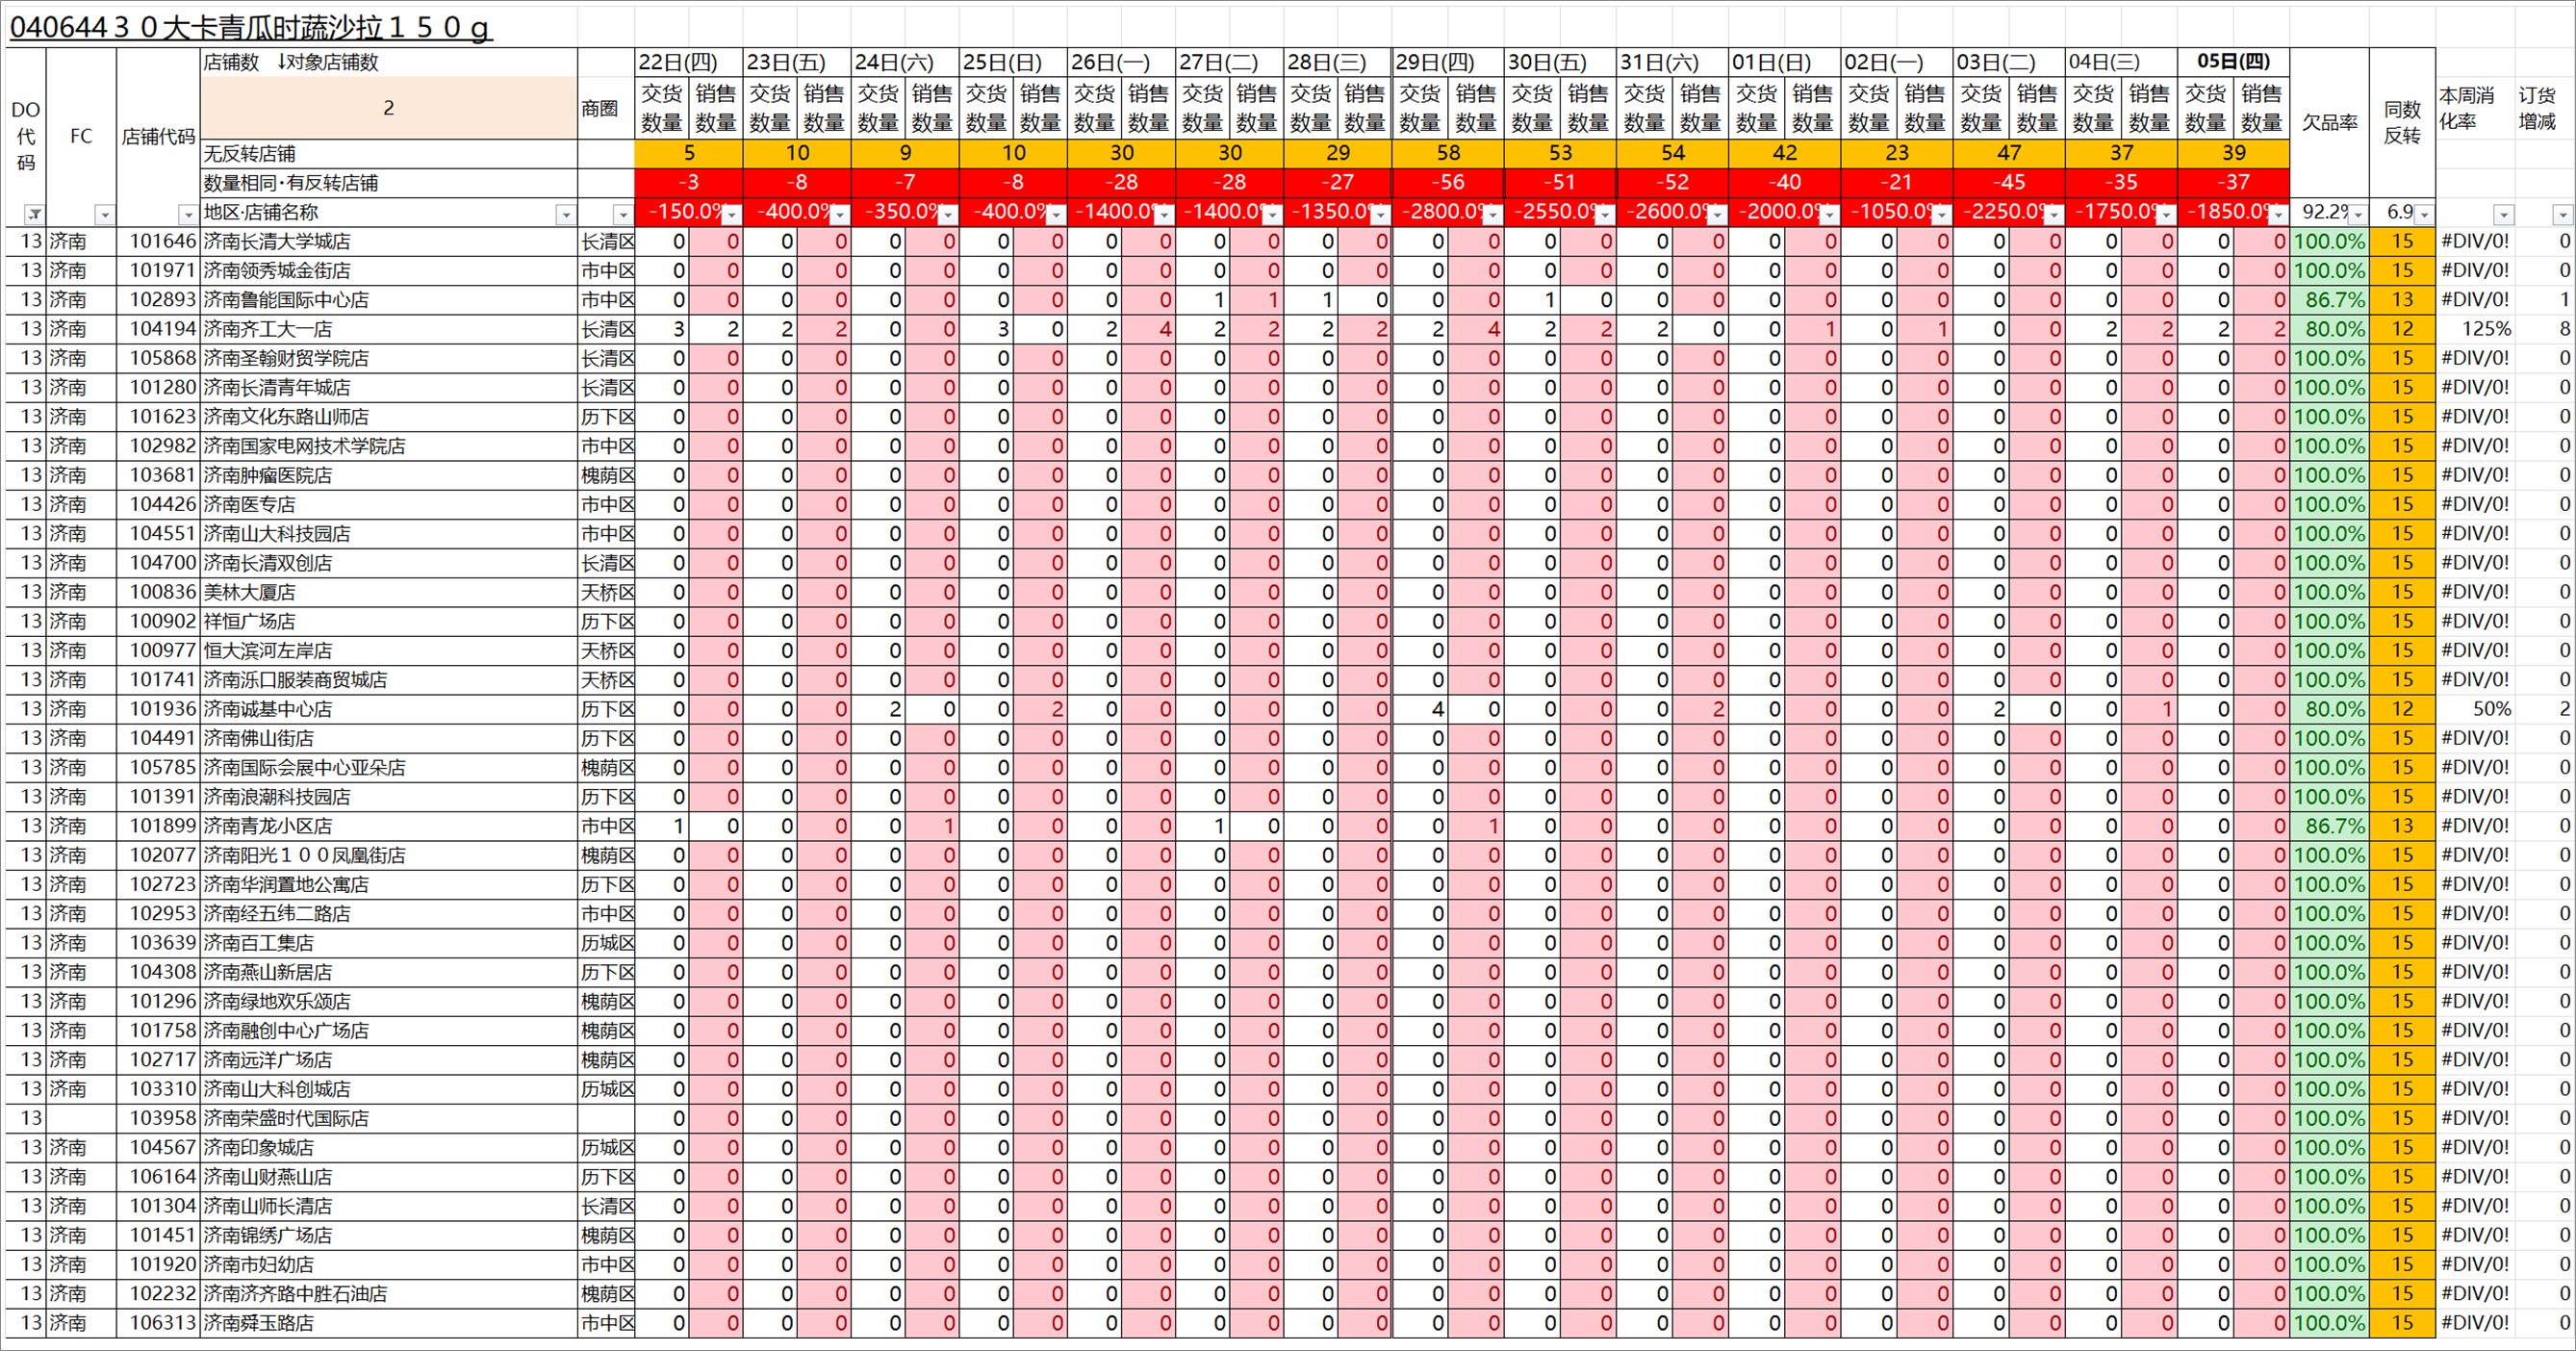 040644３０大卡青瓜时蔬沙拉１５０ｇ
店铺数 ↓对象店铺数 22日(四) 23日(五) 24日(六) 25日(日) 26日(一) 27日(二) 28日(三) 29日(四) 30日(五) 31日(六) 01日(日) 02日(一) 03日(二) 04日(三) 05日(四)
DO代码 FC 店铺代码 2 商圈 交货数量 销售数量 交货数量 销售数量 交货数量 销售数量 交货数量 销售数量 交货数量 销售数量 交货数量 销售数量 交货数量 销售数量 交货数量 销售数量 交货数量 销售数量 交货数量 销售数量 交货数量 销售数量 交货数量 销售数量 交货数量 销售数量 交货数量 销售数量 交货数量 销售数量 欠品率 同数反转 本周消化率 订货增减
无反转店铺 5 10 9 10 30 30 29 58 53 54 42 23 47 37 39
数量相同·有反转店铺 -3 -8 -7 -8 -28 -28 -27 -56 -51 -52 -40 -21 -45 -35 -37
地区·店铺名称 -150.0% -400.0% -350.0% -400.0% -1400.0% -1400.0% -1350.0% -2800.0% -2550.0% -2600.0% -2000.0% -1050.0% -2250.0% -1750.0% -1850.0% 92.2% 6.9
13 济南 101646 济南长清大学城店 长清区 0 0 0 0 0 0 0 0 0 0 0 0 0 0 0 0 0 0 0 0 0 0 0 0 0 0 0 0 0 0 100.0% 15 #DIV/0! 0
13 济南 101971 济南领秀城金街店 市中区 0 0 0 0 0 0 0 0 0 0 0 0 0 0 0 0 0 0 0 0 0 0 0 0 0 0 0 0 0 0 100.0% 15 #DIV/0! 0
13 济南 102893 济南鲁能国际中心店 市中区 0 0 0 0 0 0 0 0 0 0 1 1 1 0 0 0 1 0 0 0 0 0 0 0 0 0 0 0 0 0 86.7% 13 #DIV/0! 1
13 济南 104194 济南齐工大一店 长清区 3 2 2 2 0 0 3 0 2 4 2 2 2 2 2 4 2 2 2 0 0 1 0 1 0 0 2 2 2 2 80.0% 12 125% 8
13 济南 105868 济南圣翰财贸学院店 长清区 0 0 0 0 0 0 0 0 0 0 0 0 0 0 0 0 0 0 0 0 0 0 0 0 0 0 0 0 0 0 100.0% 15 #DIV/0! 0
13 济南 101280 济南长清青年城店 长清区 0 0 0 0 0 0 0 0 0 0 0 0 0 0 0 0 0 0 0 0 0 0 0 0 0 0 0 0 0 0 100.0% 15 #DIV/0! 0
13 济南 101623 济南文化东路山师店 历下区 0 0 0 0 0 0 0 0 0 0 0 0 0 0 0 0 0 0 0 0 0 0 0 0 0 0 0 0 0 0 100.0% 15 #DIV/0! 0
13 济南 102982 济南国家电网技术学院店 市中区 0 0 0 0 0 0 0 0 0 0 0 0 0 0 0 0 0 0 0 0 0 0 0 0 0 0 0 0 0 0 100.0% 15 #DIV/0! 0
13 济南 103681 济南肿瘤医院店 槐荫区 0 0 0 0 0 0 0 0 0 0 0 0 0 0 0 0 0 0 0 0 0 0 0 0 0 0 0 0 0 0 100.0% 15 #DIV/0! 0
13 济南 104426 济南医专店 市中区 0 0 0 0 0 0 0 0 0 0 0 0 0 0 0 0 0 0 0 0 0 0 0 0 0 0 0 0 0 0 100.0% 15 #DIV/0! 0
13 济南 104551 济南山大科技园店 市中区 0 0 0 0 0 0 0 0 0 0 0 0 0 0 0 0 0 0 0 0 0 0 0 0 0 0 0 0 0 0 100.0% 15 #DIV/0! 0
13 济南 104700 济南长清双创店 长清区 0 0 0 0 0 0 0 0 0 0 0 0 0 0 0 0 0 0 0 0 0 0 0 0 0 0 0 0 0 0 100.0% 15 #DIV/0! 0
13 济南 100836 美林大厦店 天桥区 0 0 0 0 0 0 0 0 0 0 0 0 0 0 0 0 0 0 0 0 0 0 0 0 0 0 0 0 0 0 100.0% 15 #DIV/0! 0
13 济南 100902 祥恒广场店 历下区 0 0 0 0 0 0 0 0 0 0 0 0 0 0 0 0 0 0 0 0 0 0 0 0 0 0 0 0 0 0 100.0% 15 #DIV/0! 0
13 济南 100977 恒大滨河左岸店 天桥区 0 0 0 0 0 0 0 0 0 0 0 0 0 0 0 0 0 0 0 0 0 0 0 0 0 0 0 0 0 0 100.0% 15 #DIV/0! 0
13 济南 101741 济南泺口服装商贸城店 天桥区 0 0 0 0 0 0 0 0 0 0 0 0 0 0 0 0 0 0 0 0 0 0 0 0 0 0 0 0 0 0 100.0% 15 #DIV/0! 0
13 济南 101936 济南诚基中心店 历下区 0 0 0 0 2 0 0 2 0 0 0 0 0 0 4 0 0 0 0 2 0 0 0 0 2 0 0 1 0 0 80.0% 12 50% 2
13 济南 104491 济南佛山街店 历下区 0 0 0 0 0 0 0 0 0 0 0 0 0 0 0 0 0 0 0 0 0 0 0 0 0 0 0 0 0 0 100.0% 15 #DIV/0! 0
13 济南 105785 济南国际会展中心亚朵店 槐荫区 0 0 0 0 0 0 0 0 0 0 0 0 0 0 0 0 0 0 0 0 0 0 0 0 0 0 0 0 0 0 100.0% 15 #DIV/0! 0
13 济南 101391 济南浪潮科技园店 历下区 0 0 0 0 0 0 0 0 0 0 0 0 0 0 0 0 0 0 0 0 0 0 0 0 0 0 0 0 0 0 100.0% 15 #DIV/0! 0
13 济南 101899 济南青龙小区店 市中区 1 0 0 0 0 1 0 0 0 0 1 0 0 0 0 1 0 0 0 0 0 0 0 0 0 0 0 0 0 0 86.7% 13 #DIV/0! 0
13 济南 102077 济南阳光１００凤凰街店 槐荫区 0 0 0 0 0 0 0 0 0 0 0 0 0 0 0 0 0 0 0 0 0 0 0 0 0 0 0 0 0 0 100.0% 15 #DIV/0! 0
13 济南 102723 济南华润置地公寓店 历下区 0 0 0 0 0 0 0 0 0 0 0 0 0 0 0 0 0 0 0 0 0 0 0 0 0 0 0 0 0 0 100.0% 15 #DIV/0! 0
13 济南 102953 济南经五纬二路店 市中区 0 0 0 0 0 0 0 0 0 0 0 0 0 0 0 0 0 0 0 0 0 0 0 0 0 0 0 0 0 0 100.0% 15 #DIV/0! 0
13 济南 103639 济南百工集店 历城区 0 0 0 0 0 0 0 0 0 0 0 0 0 0 0 0 0 0 0 0 0 0 0 0 0 0 0 0 0 0 100.0% 15 #DIV/0! 0
13 济南 104308 济南燕山新居店 历下区 0 0 0 0 0 0 0 0 0 0 0 0 0 0 0 0 0 0 0 0 0 0 0 0 0 0 0 0 0 0 100.0% 15 #DIV/0! 0
13 济南 101296 济南绿地欢乐颂店 槐荫区 0 0 0 0 0 0 0 0 0 0 0 0 0 0 0 0 0 0 0 0 0 0 0 0 0 0 0 0 0 0 100.0% 15 #DIV/0! 0
13 济南 101758 济南融创中心广场店 槐荫区 0 0 0 0 0 0 0 0 0 0 0 0 0 0 0 0 0 0 0 0 0 0 0 0 0 0 0 0 0 0 100.0% 15 #DIV/0! 0
13 济南 102717 济南远洋广场店 槐荫区 0 0 0 0 0 0 0 0 0 0 0 0 0 0 0 0 0 0 0 0 0 0 0 0 0 0 0 0 0 0 100.0% 15 #DIV/0! 0
13 济南 103310 济南山大科创城店 历城区 0 0 0 0 0 0 0 0 0 0 0 0 0 0 0 0 0 0 0 0 0 0 0 0 0 0 0 0 0 0 100.0% 15 #DIV/0! 0
13 103958 济南荣盛时代国际店 0 0 0 0 0 0 0 0 0 0 0 0 0 0 0 0 0 0 0 0 0 0 0 0 0 0 0 0 0 0 100.0% 15 #DIV/0! 0
13 济南 104567 济南印象城店 历城区 0 0 0 0 0 0 0 0 0 0 0 0 0 0 0 0 0 0 0 0 0 0 0 0 0 0 0 0 0 0 100.0% 15 #DIV/0! 0
13 济南 106164 济南山财燕山店 历下区 0 0 0 0 0 0 0 0 0 0 0 0 0 0 0 0 0 0 0 0 0 0 0 0 0 0 0 0 0 0 100.0% 15 #DIV/0! 0
13 济南 101304 济南山师长清店 长清区 0 0 0 0 0 0 0 0 0 0 0 0 0 0 0 0 0 0 0 0 0 0 0 0 0 0 0 0 0 0 100.0% 15 #DIV/0! 0
13 济南 101451 济南锦绣广场店 槐荫区 0 0 0 0 0 0 0 0 0 0 0 0 0 0 0 0 0 0 0 0 0 0 0 0 0 0 0 0 0 0 100.0% 15 #DIV/0! 0
13 济南 101920 济南市妇幼店 市中区 0 0 0 0 0 0 0 0 0 0 0 0 0 0 0 0 0 0 0 0 0 0 0 0 0 0 0 0 0 0 100.0% 15 #DIV/0! 0
13 济南 102232 济南济齐路中胜石油店 槐荫区 0 0 0 0 0 0 0 0 0 0 0 0 0 0 0 0 0 0 0 0 0 0 0 0 0 0 0 0 0 0 100.0% 15 #DIV/0! 0
13 济南 106313 济南舜玉路店 市中区 0 0 0 0 0 0 0 0 0 0 0 0 0 0 0 0 0 0 0 0 0 0 0 0 0 0 0 0 0 0 100.0% 15 #DIV/0! 0